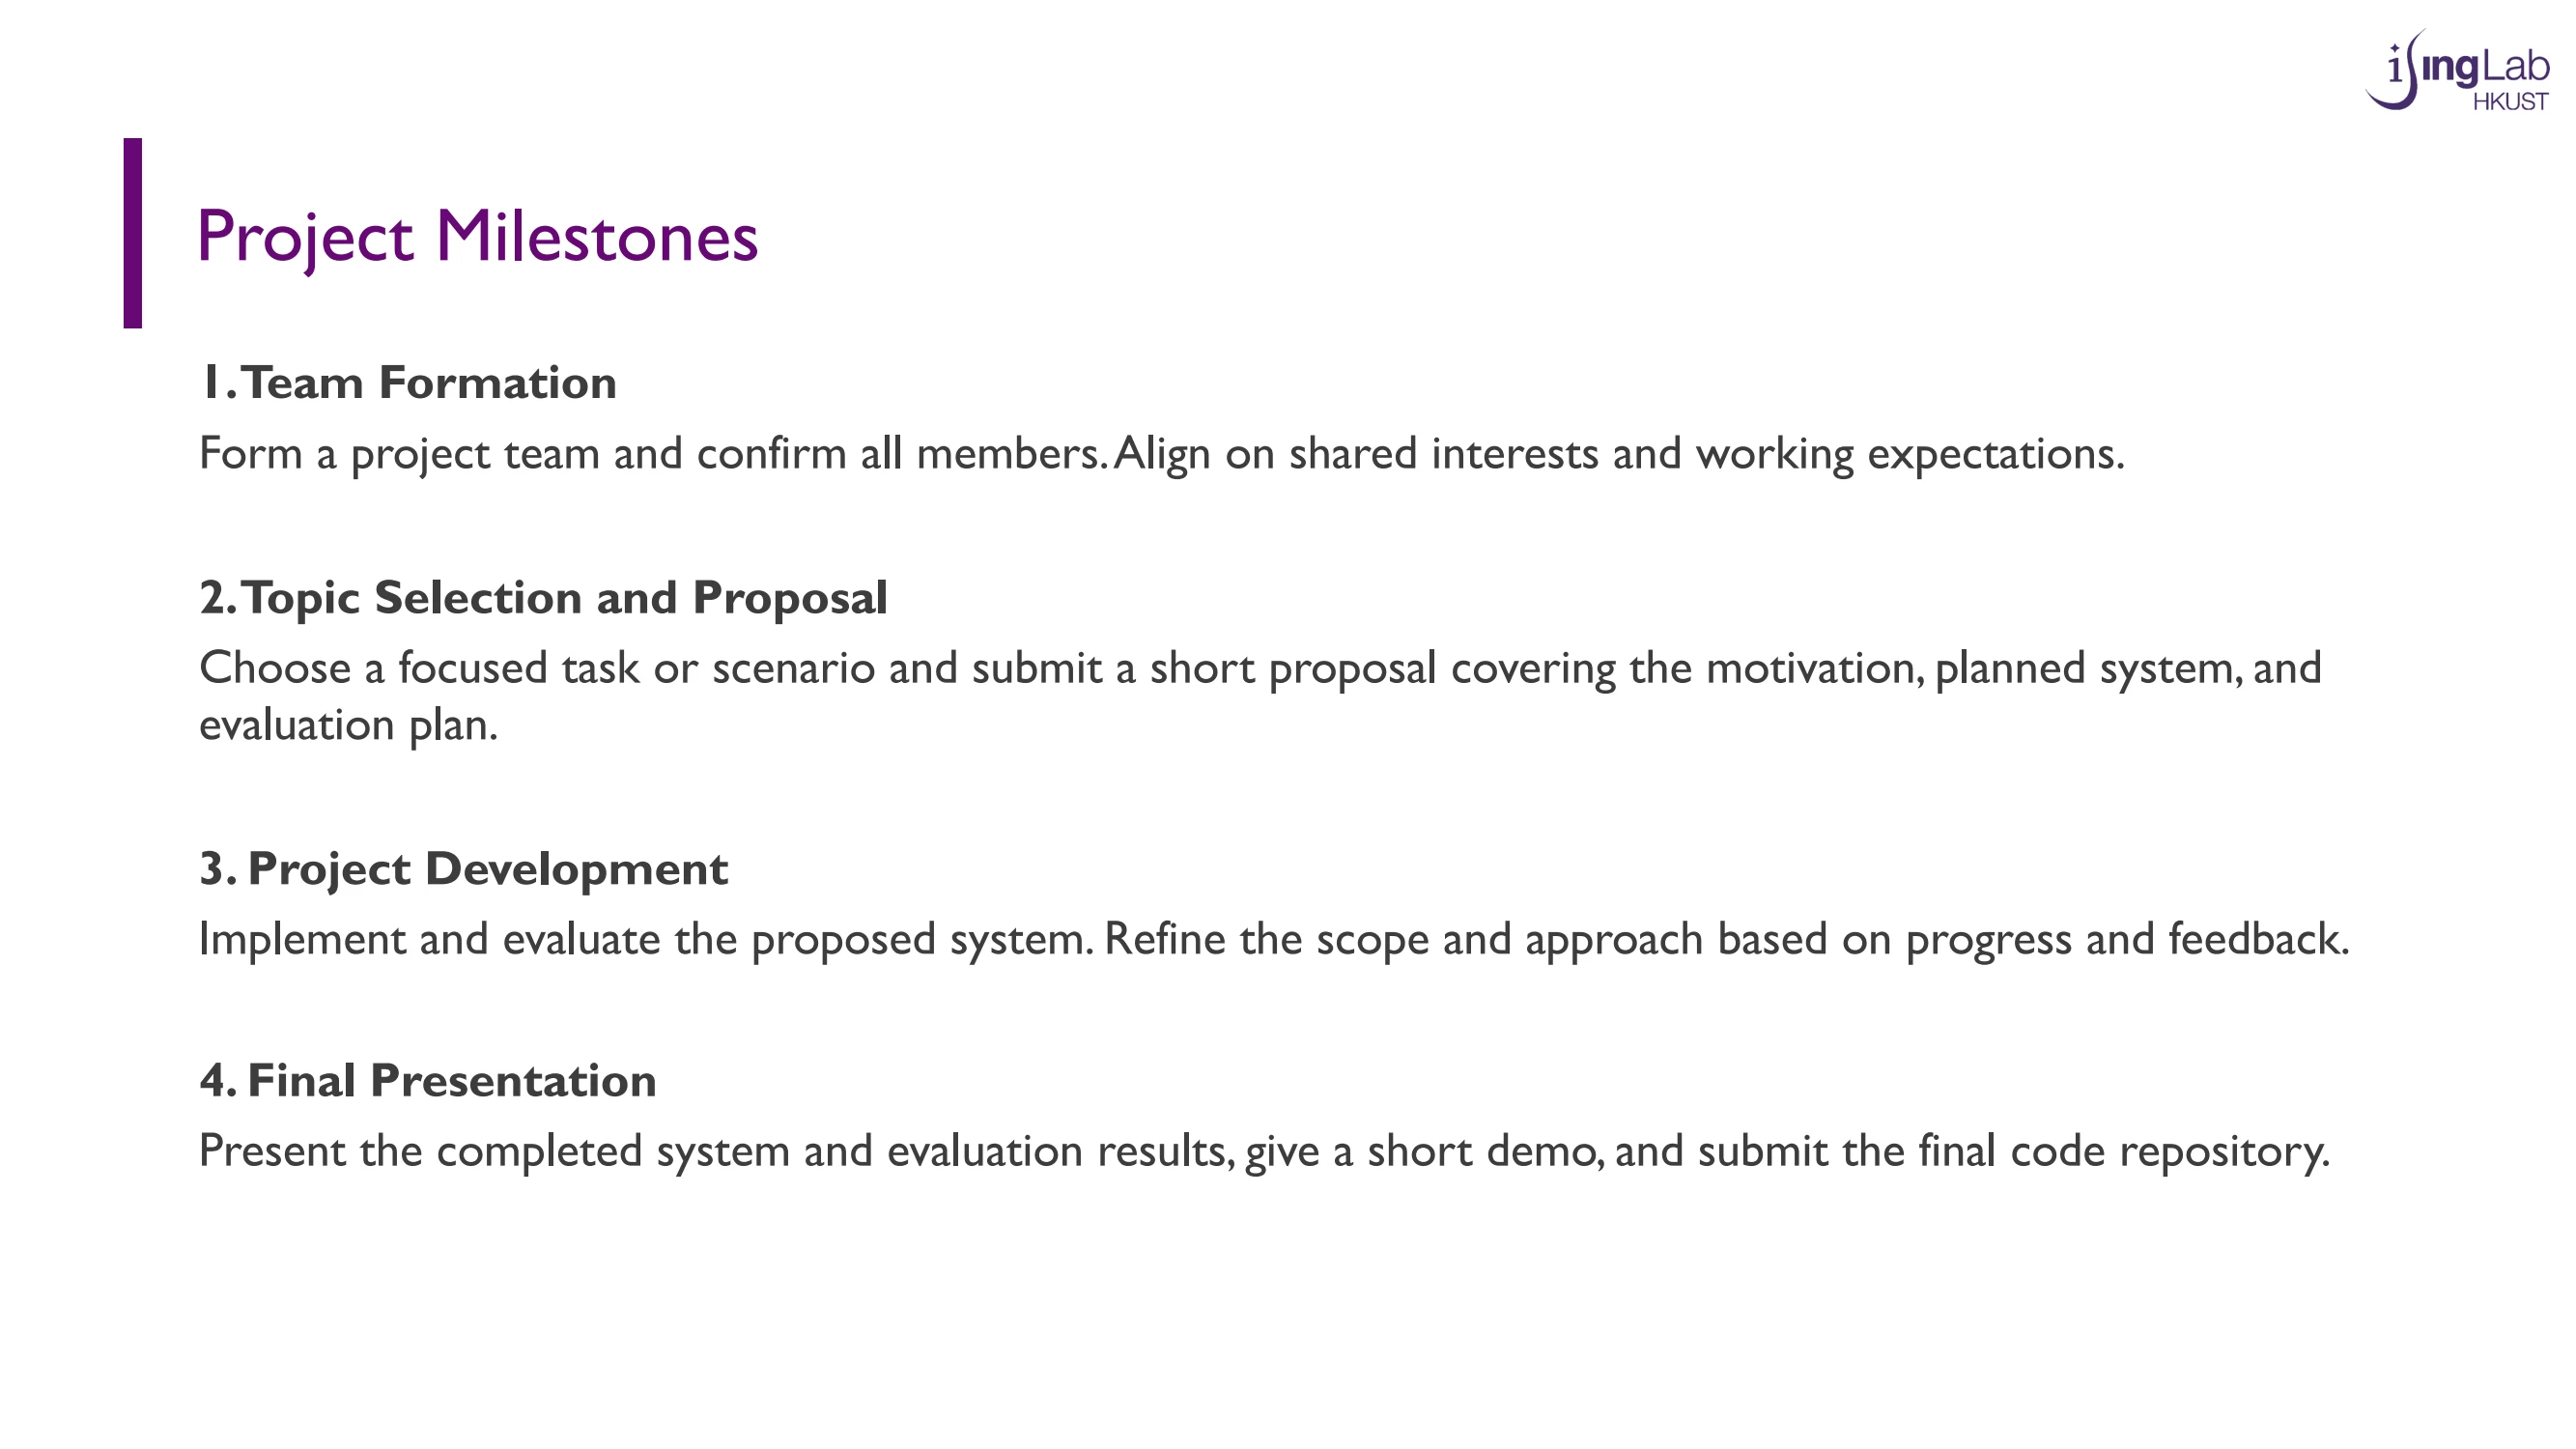 iSingLab
HKUST
Project Milestones
1. Team Formation
Form a project team and confirm all members. Align on shared interests and working expectations.
2. Topic Selection and Proposal
Choose a focused task or scenario and submit a short proposal covering the motivation, planned system, and
evaluation plan.
3. Project Development
Implement and evaluate the proposed system. Refine the scope and approach based on progress and feedback.
4. Final Presentation
Present the completed system and evaluation results, give a short demo, and submit the final code repository.